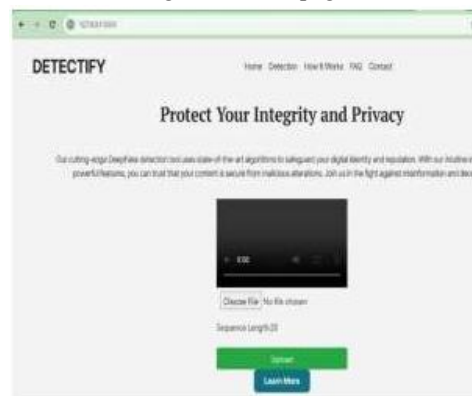 DETECTIFY
Home Detection How It Works FAQ Contact
Protect Your Integrity and Privacy
Our cutting-edge DeepFake detection tool uses state-of-the-art algorithms to safeguard your digital identity and reputation. With our intuitive
powerful features, you can trust that your content is secure from malicious alterations. Join us in the fight against misinformation and
0:00
Choose File No file chosen
Sequence Length:20
Upload
Learn More